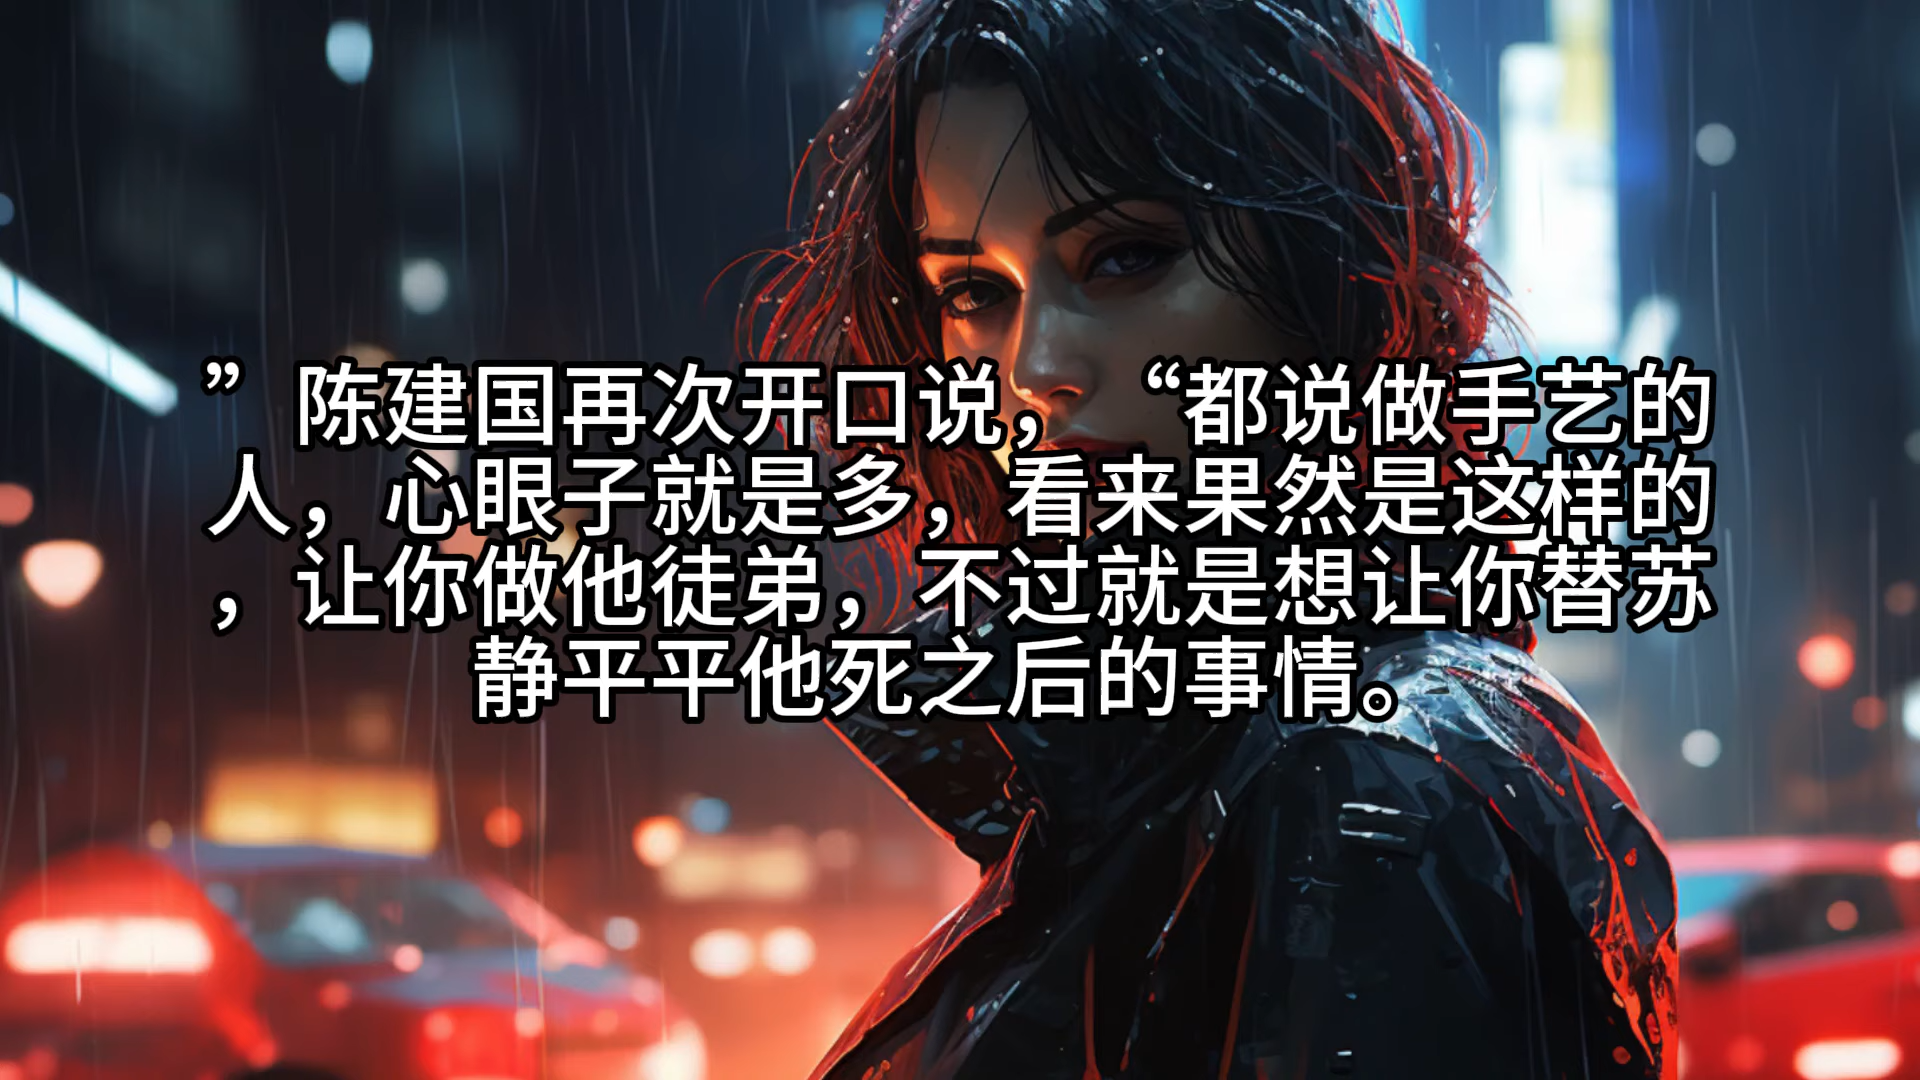 ”陈建国再次开口说，“都说做手艺的
人，心眼子就是多，看来果然是这样的
，让你做他徒弟，不过就是想让你替苏
静平平他死之后的事情。